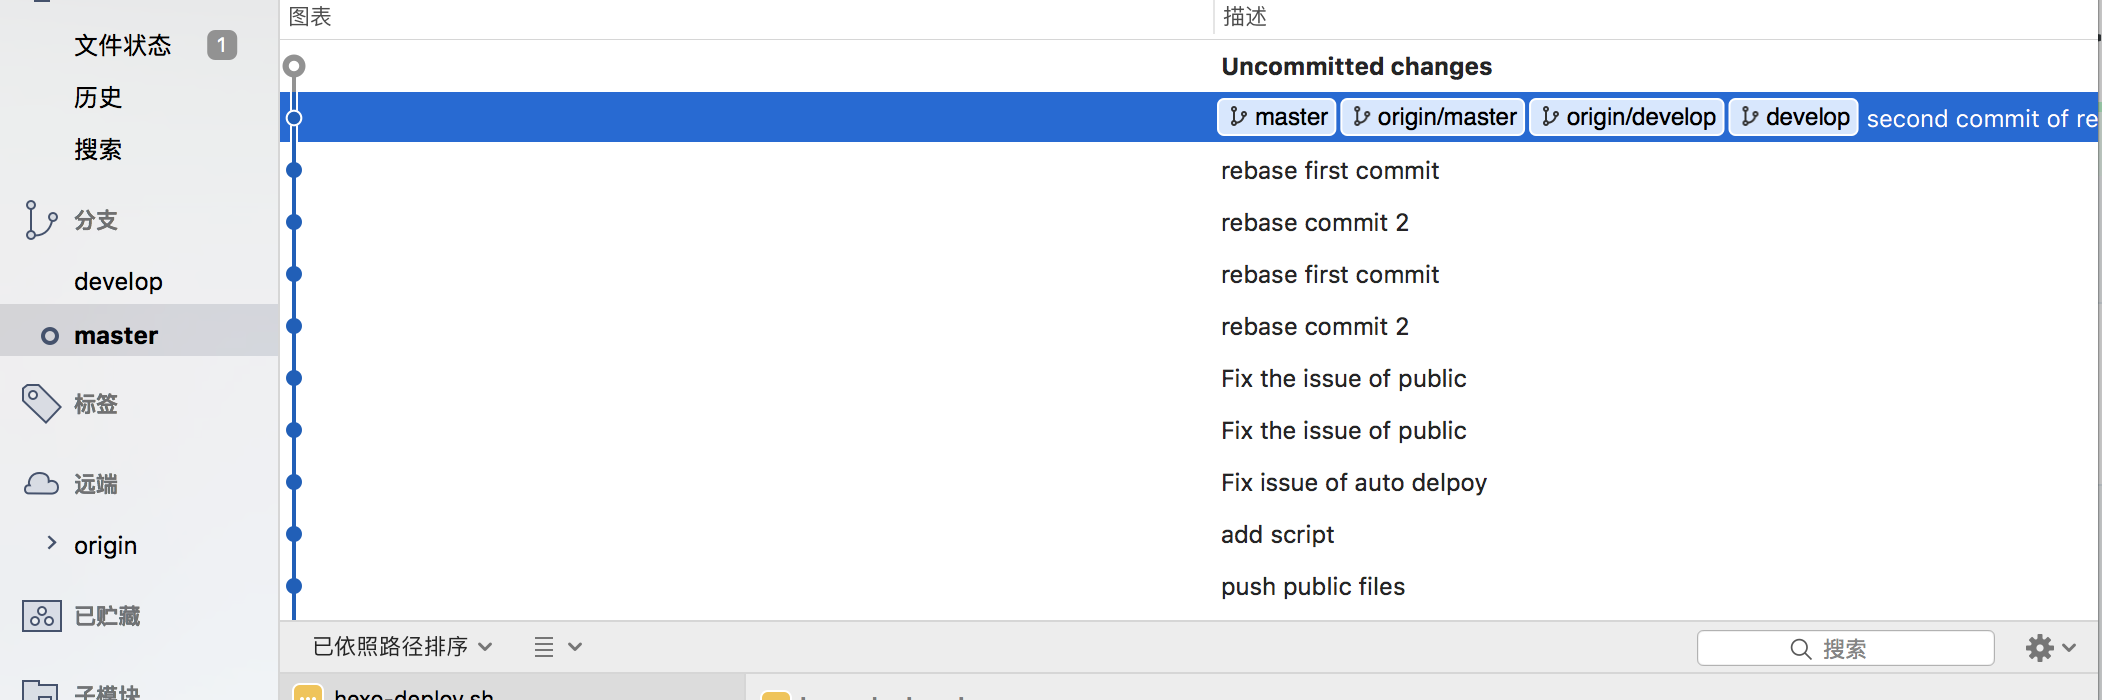 文件状态 1
历史
搜索
分支
develop
master
标签
远端
origin
已贮藏
子模块
图表 描述
Uncommitted changes
master origin/master origin/develop develop second commit of re
rebase first commit
rebase commit 2
rebase first commit
rebase commit 2
Fix the issue of public
Fix the issue of public
Fix issue of auto delpoy
add script
push public files
已依照路径排序 搜索
hexo-deploy.sh